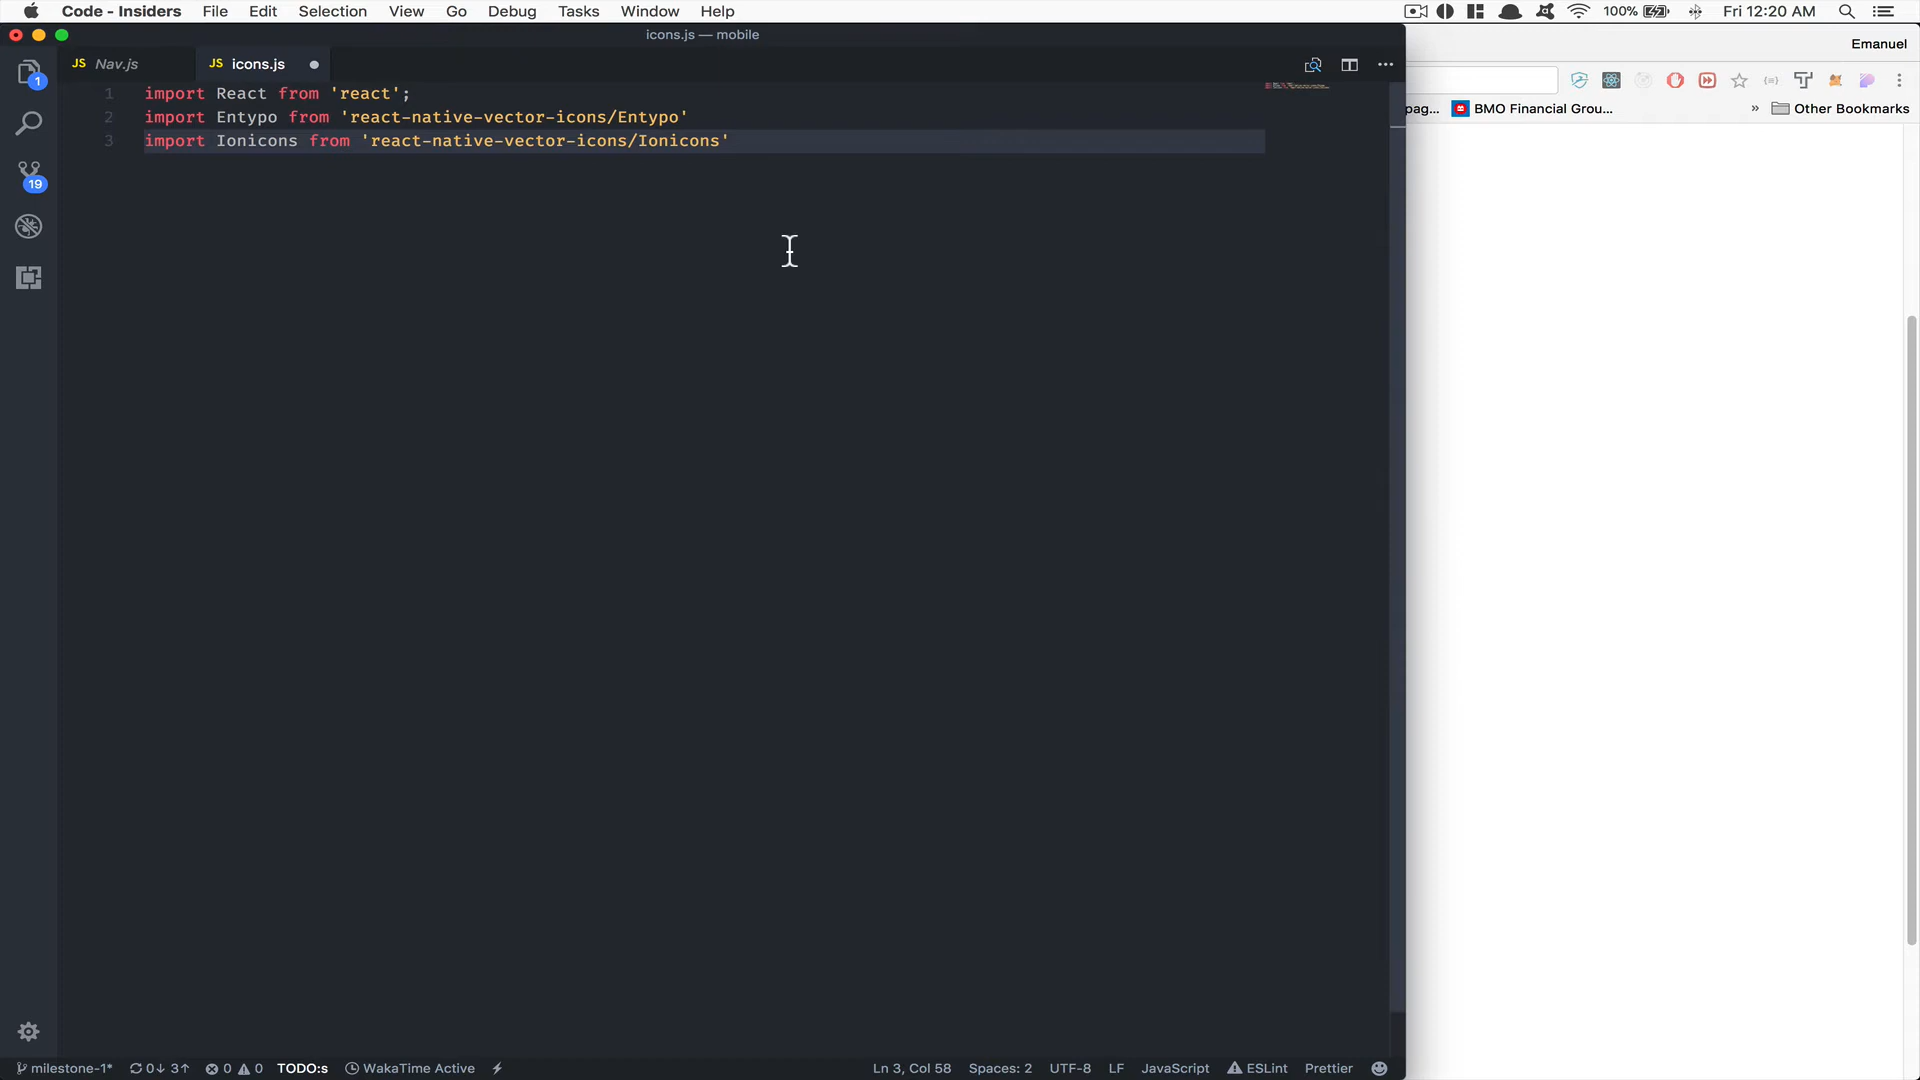 Code - Insiders File Edit Selection View Go Debug Tasks Window Help 100% Fri 12:20 AM
icons.js — mobile
Emanuel
JS Nav.js JS icons.js
1
pag... BMO Financial Grou... » Other Bookmarks
1 import React from 'react';
2 import Entypo from 'react-native-vector-icons/Entypo'
3 import Ionicons from 'react-native-vector-icons/Ionicons'
19
milestone-1* 0↓ 3↑ 0 0 TODO:s WakaTime Active Ln 3, Col 58 Spaces: 2 UTF-8 LF JavaScript ESLint Prettier